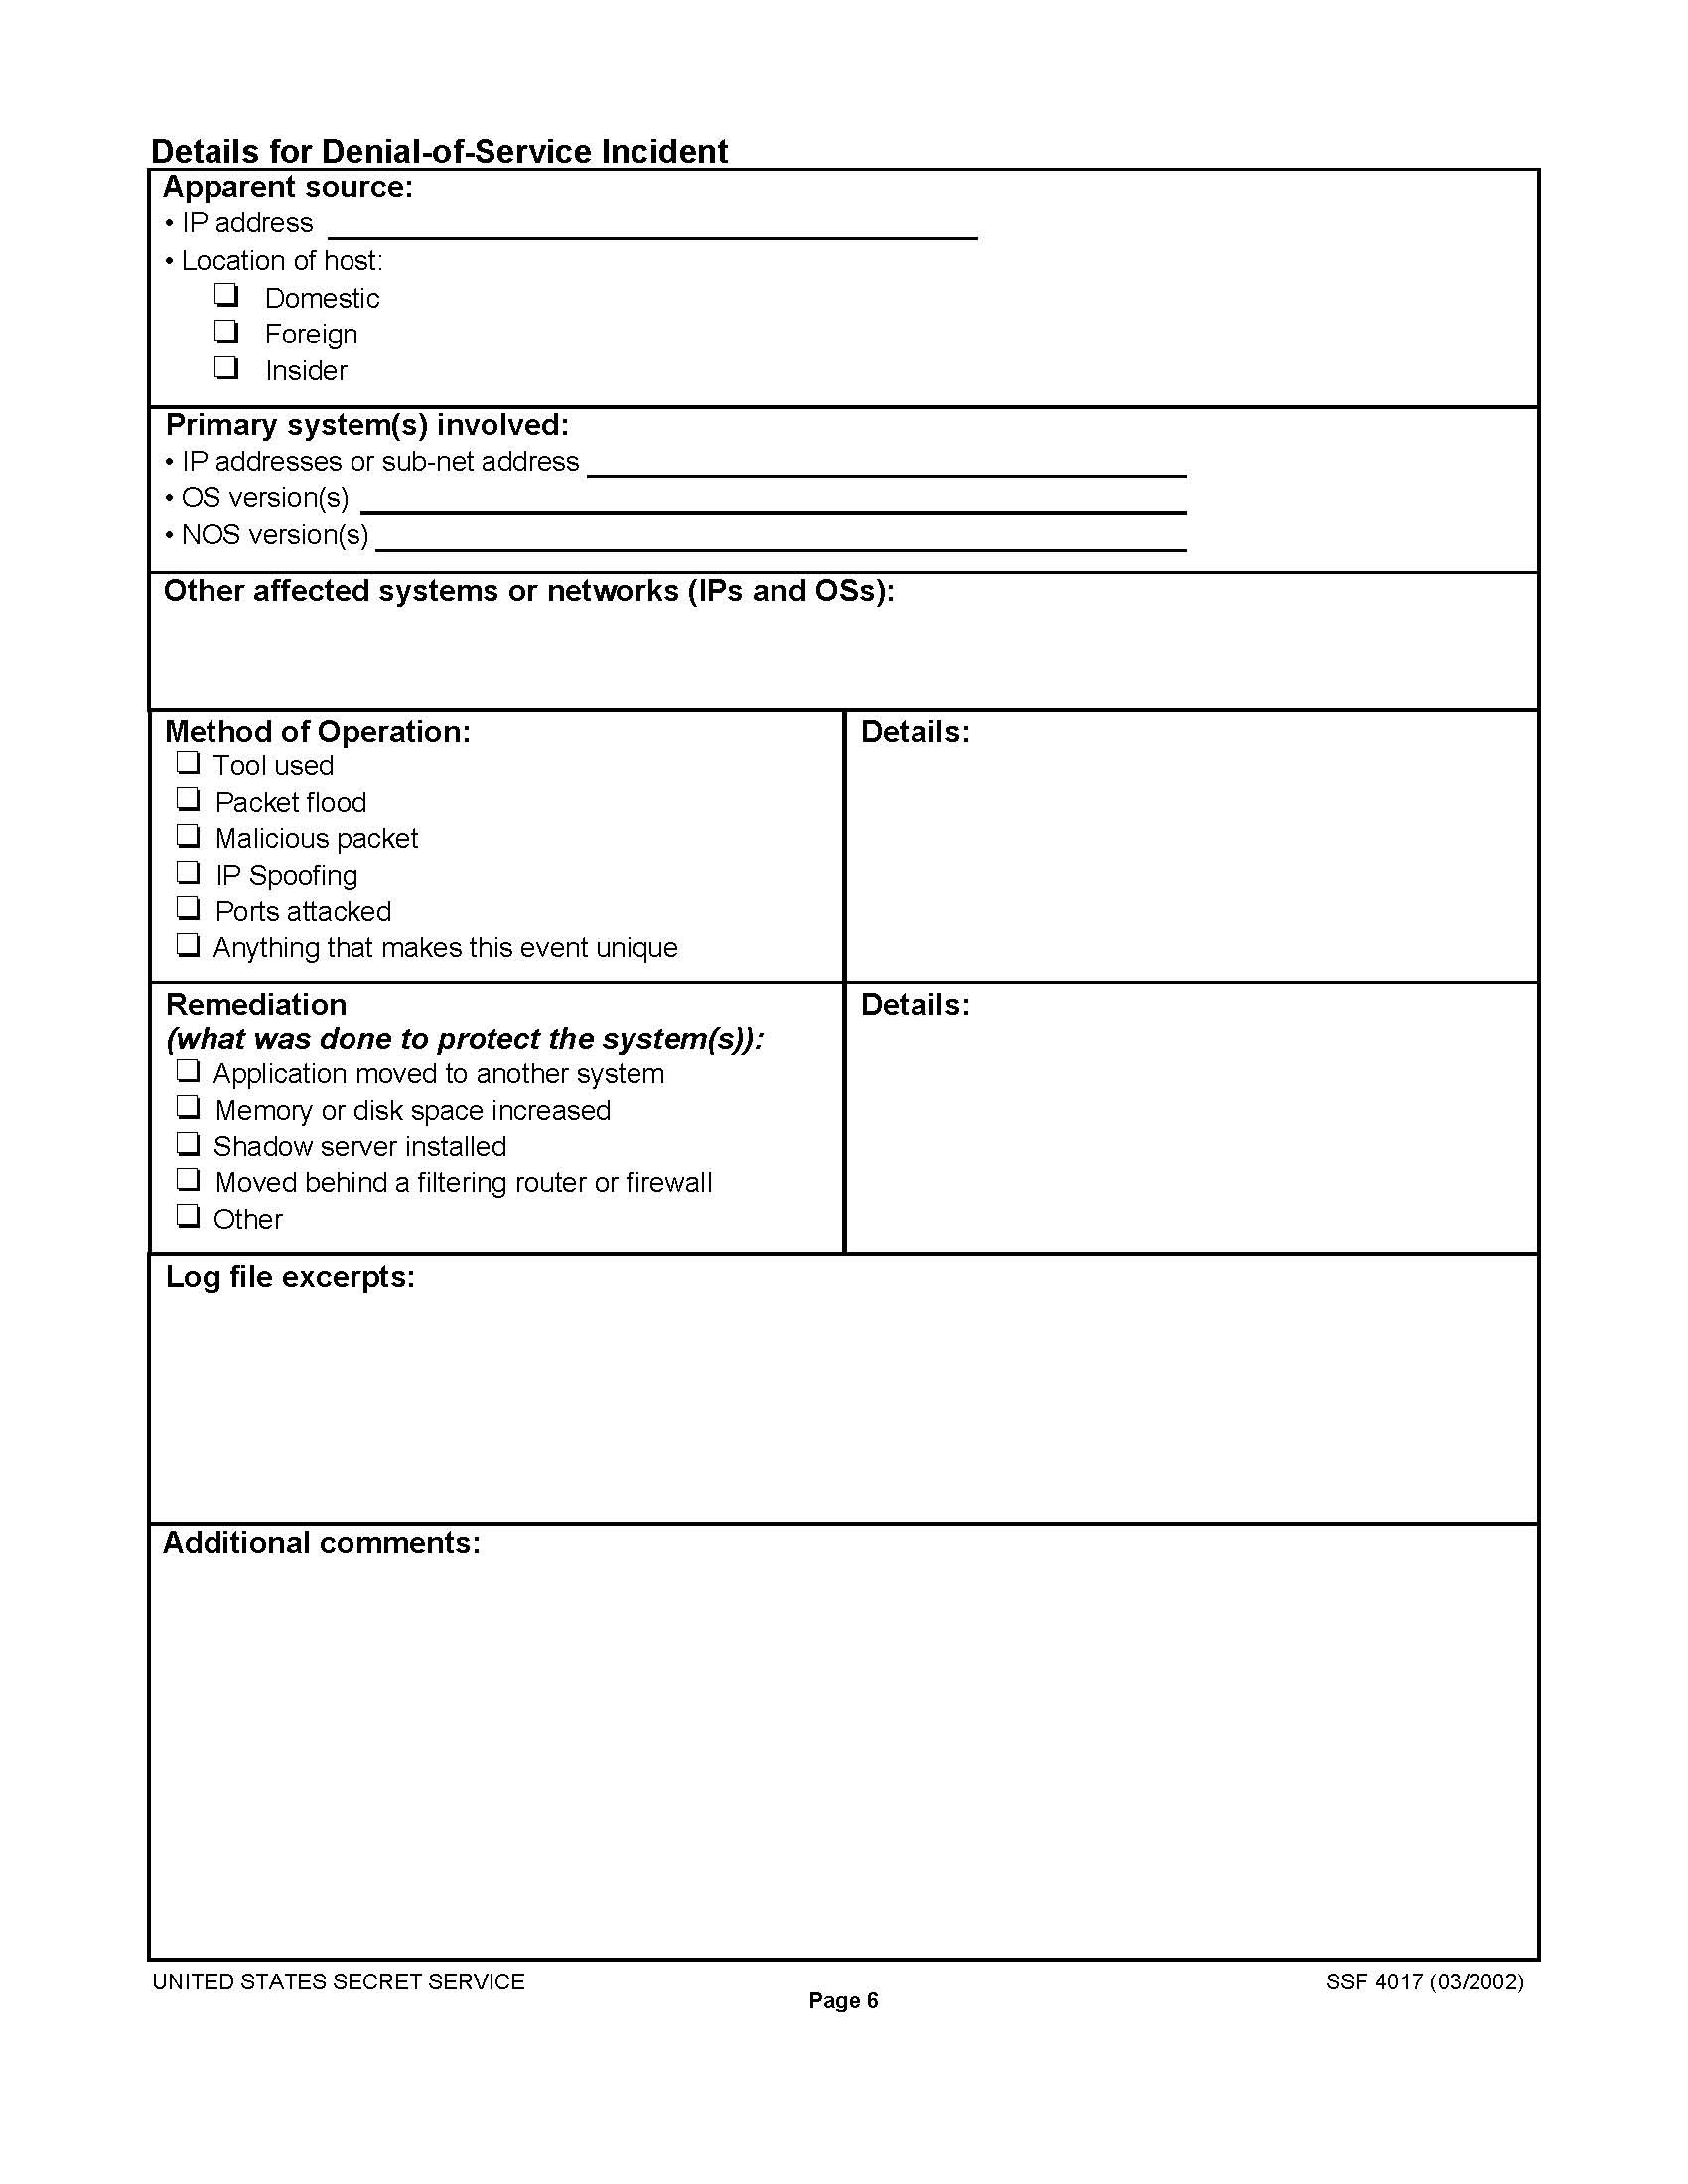 Details for Denial-of-Service Incident
Apparent source:
• IP address
• Location of host:
❏ Domestic
❏ Foreign
❏ Insider
Primary system(s) involved:
• IP addresses or sub-net address
• OS version(s)
• NOS version(s)
Other affected systems or networks (IPs and OSs):
Method of Operation:
❏ Tool used
❏ Packet flood
❏ Malicious packet
❏ IP Spoofing
❏ Ports attacked
❏ Anything that makes this event unique
Details:
Remediation
(what was done to protect the system(s)):
❏ Application moved to another system
❏ Memory or disk space increased
❏ Shadow server installed
❏ Moved behind a filtering router or firewall
❏ Other
Details:
Log file excerpts:
Additional comments:
UNITED STATES SECRET SERVICE
SSF 4017 (03/2002)
Page 6